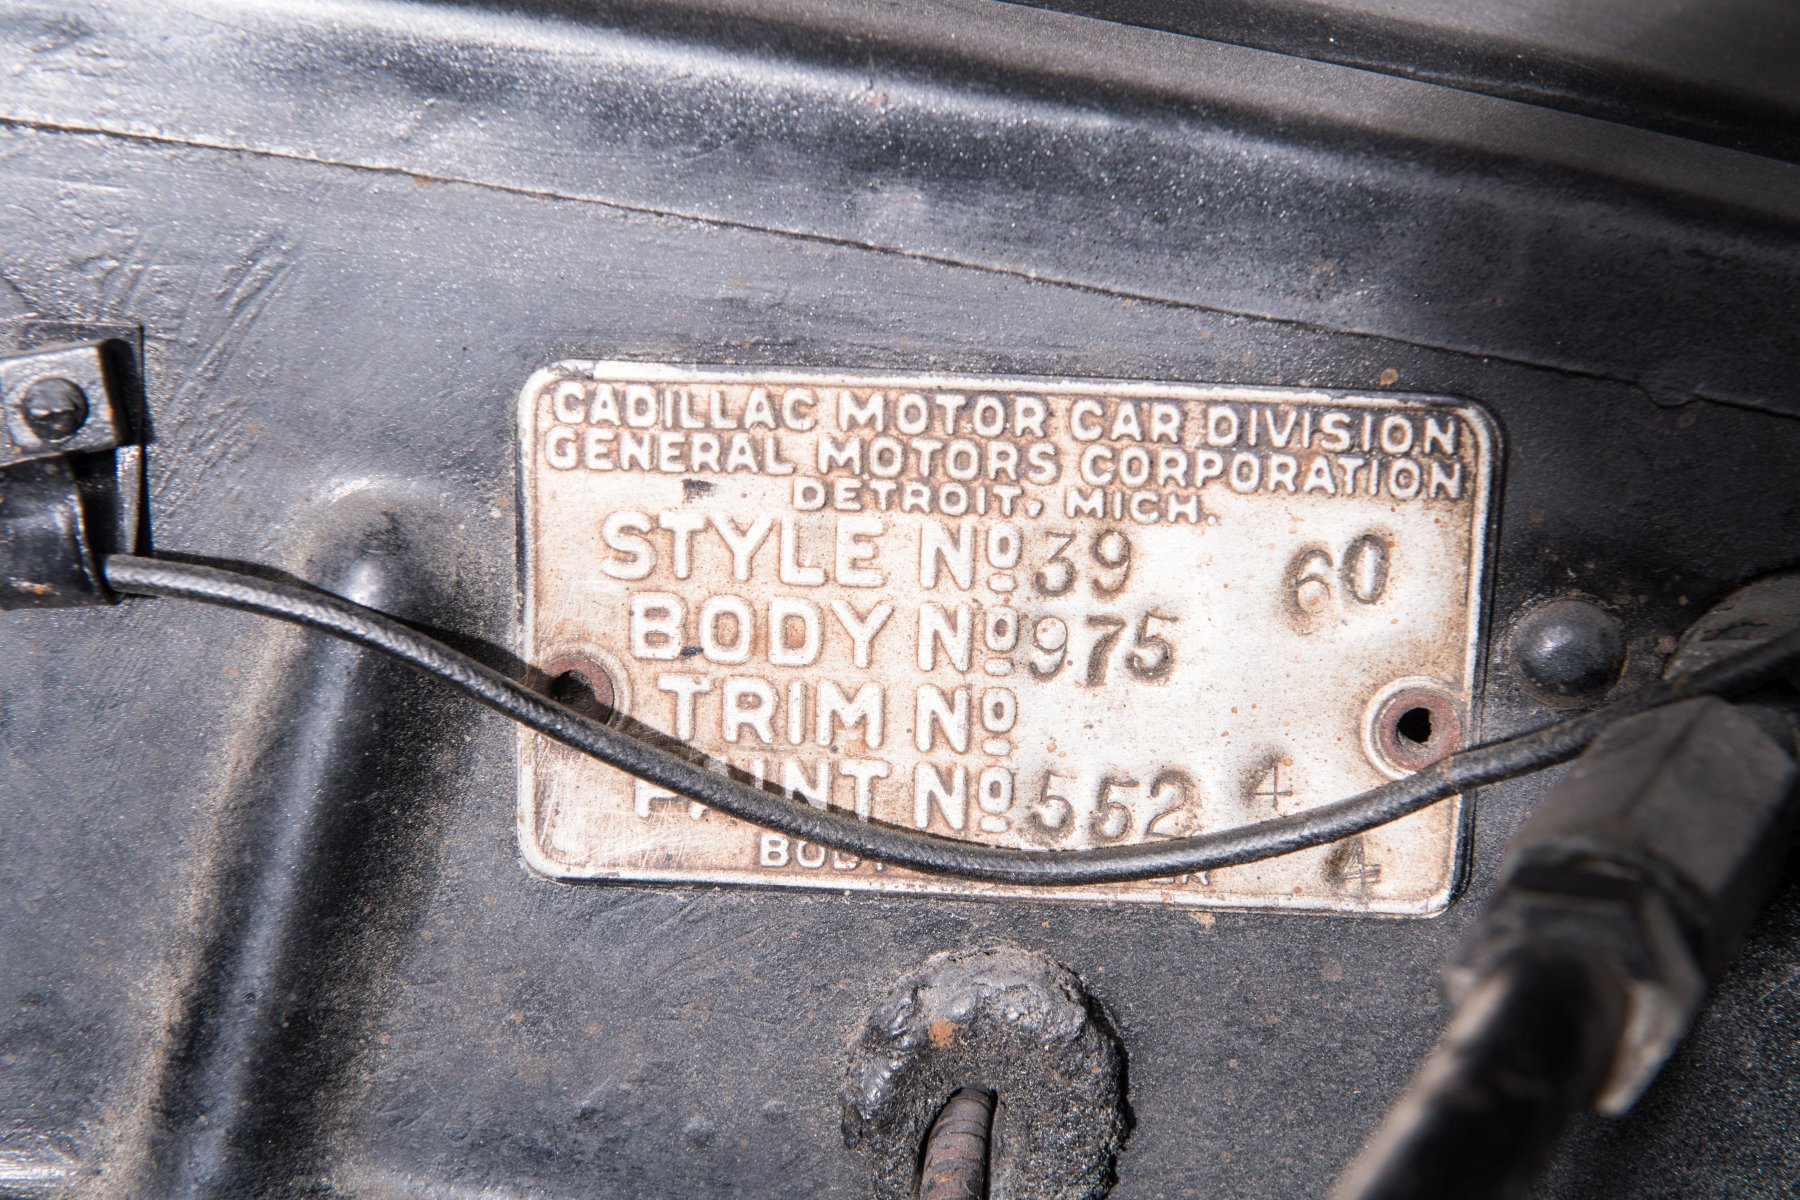 CADILLAC MOTOR CAR DIVISION
GENERAL MOTORS CORPORATION
DETROIT, MICH.
STYLE No 39 60
BODY No 975
TRIM No
PAINT No 552 4
4